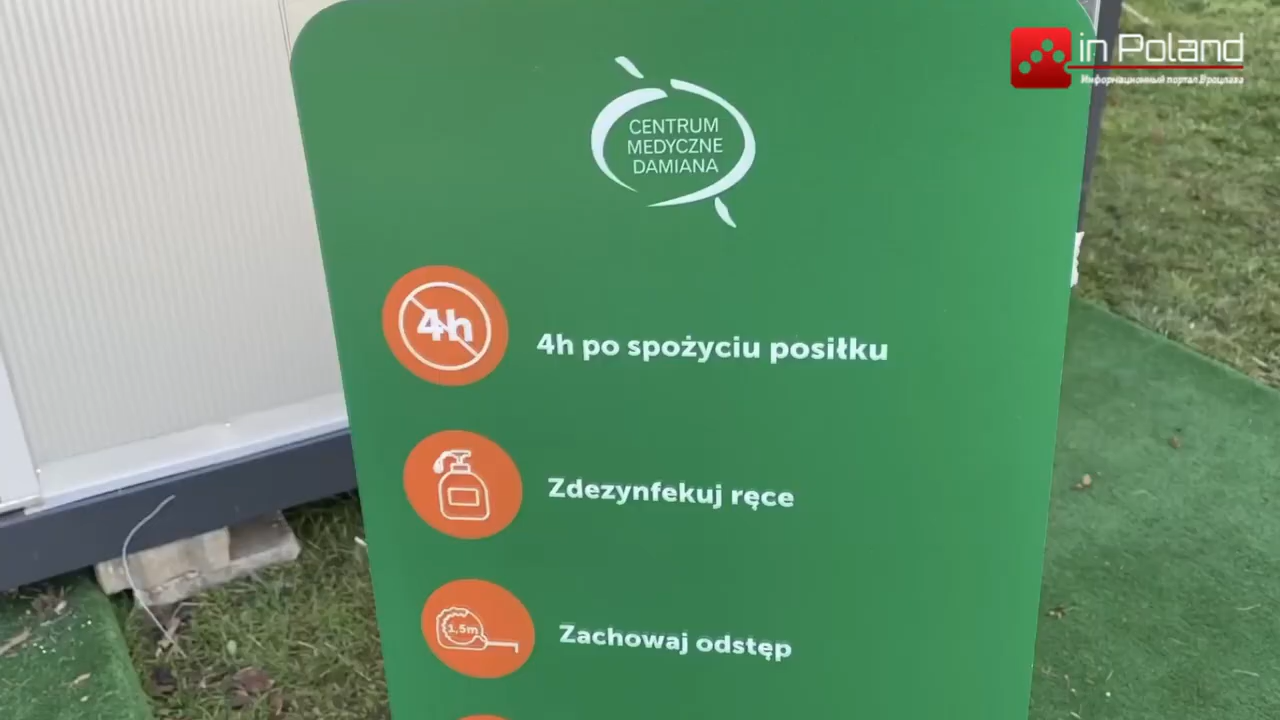 in Poland
Информационный портал Вроцлава
CENTRUM
MEDYCZNE
DAMIANA
4h
4h po spożyciu posiłku
Zdezynfekuj ręce
1,5m
Zachowaj odstęp